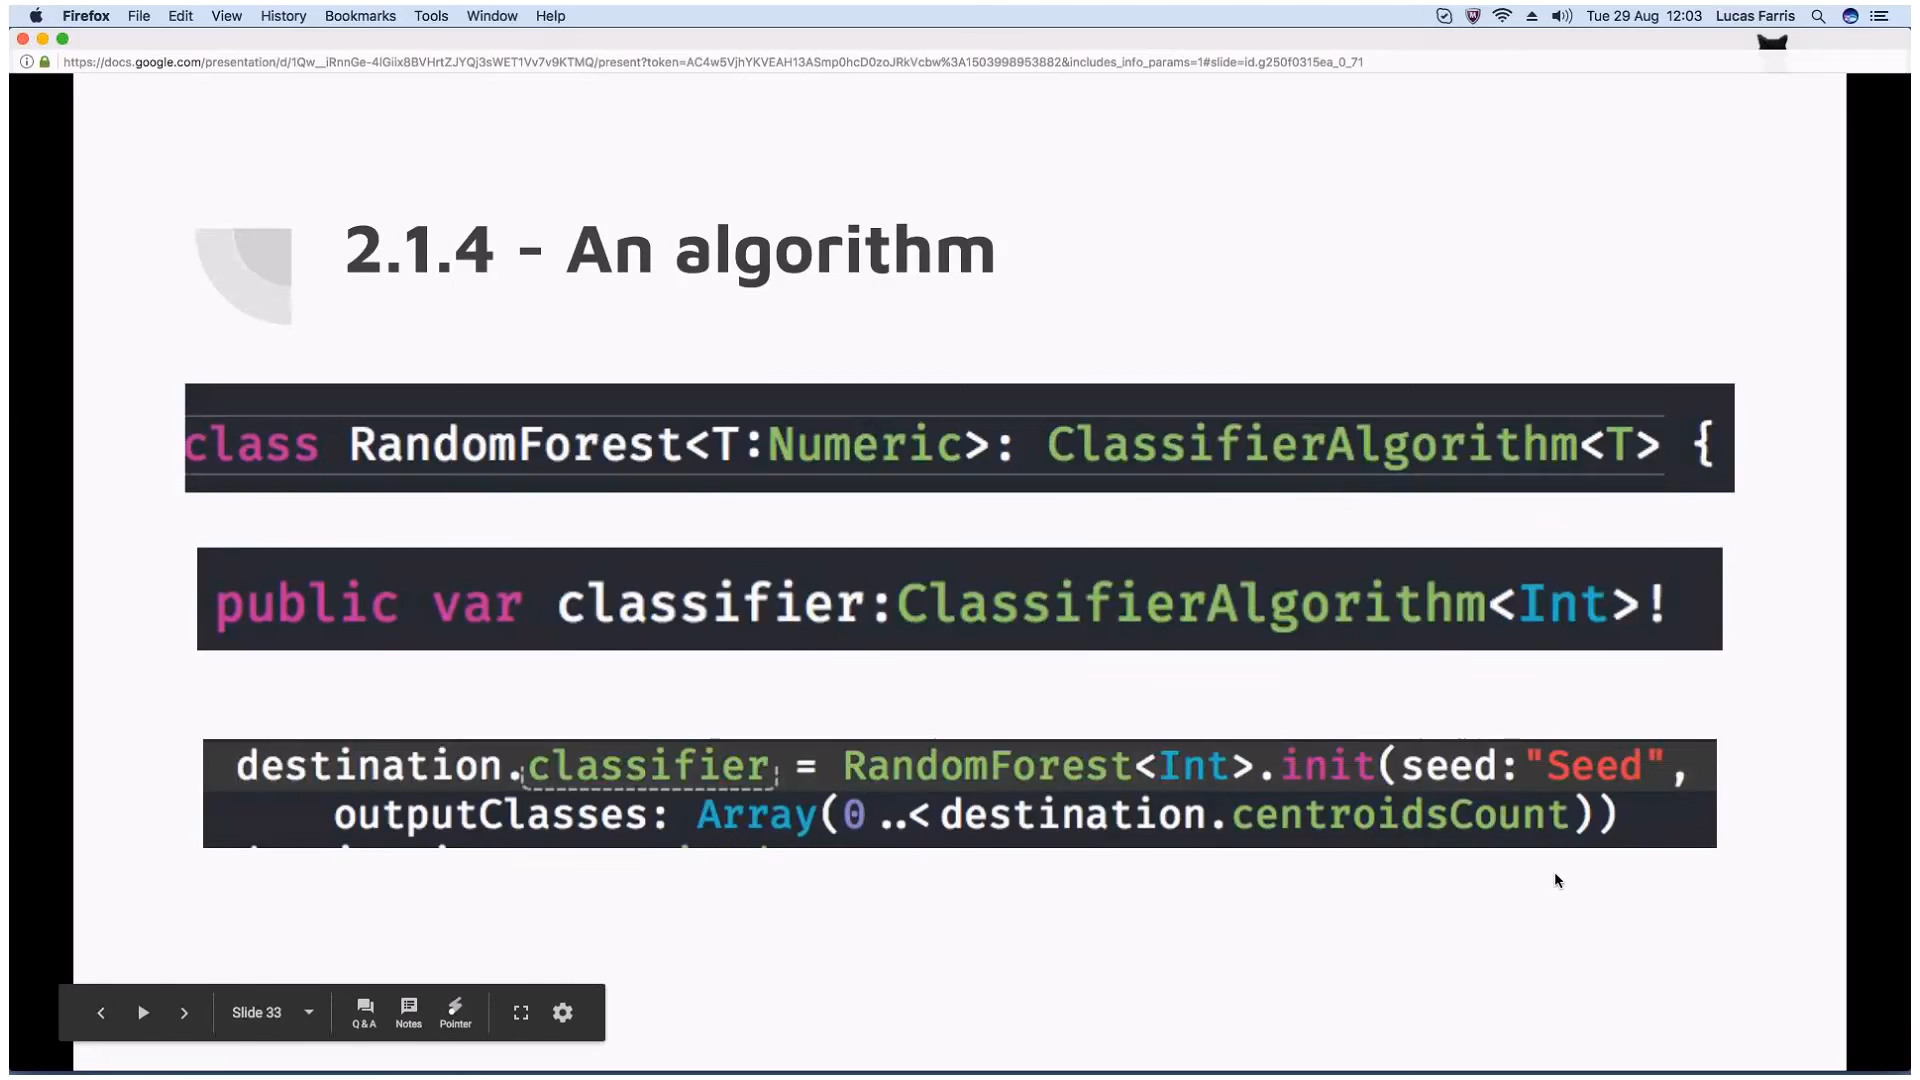 Firefox File Edit View History Bookmarks Tools Window Help Tue 29 Aug 12:03 Lucas Farris
https://docs.google.com/presentation/d/1Qw__iRnnGe-4lGiix8BVHrtZJYQj3sWET1Vv7v9KTMQ/present?token=AC4w5VjhYKVEAH13ASmp0hcD0zoJRkVcbw%3A1503998953882&includes_info_params=1#slide=id.g250f0315ea_0_71
2.1.4 - An algorithm
class RandomForest<T:Numeric>: ClassifierAlgorithm<T> {
public var classifier:ClassifierAlgorithm<Int>!
destination.classifier = RandomForest<Int>.init(seed:"Seed",
outputClasses: Array(0..<destination.centroidsCount))
Slide 33 Q&A Notes Pointer